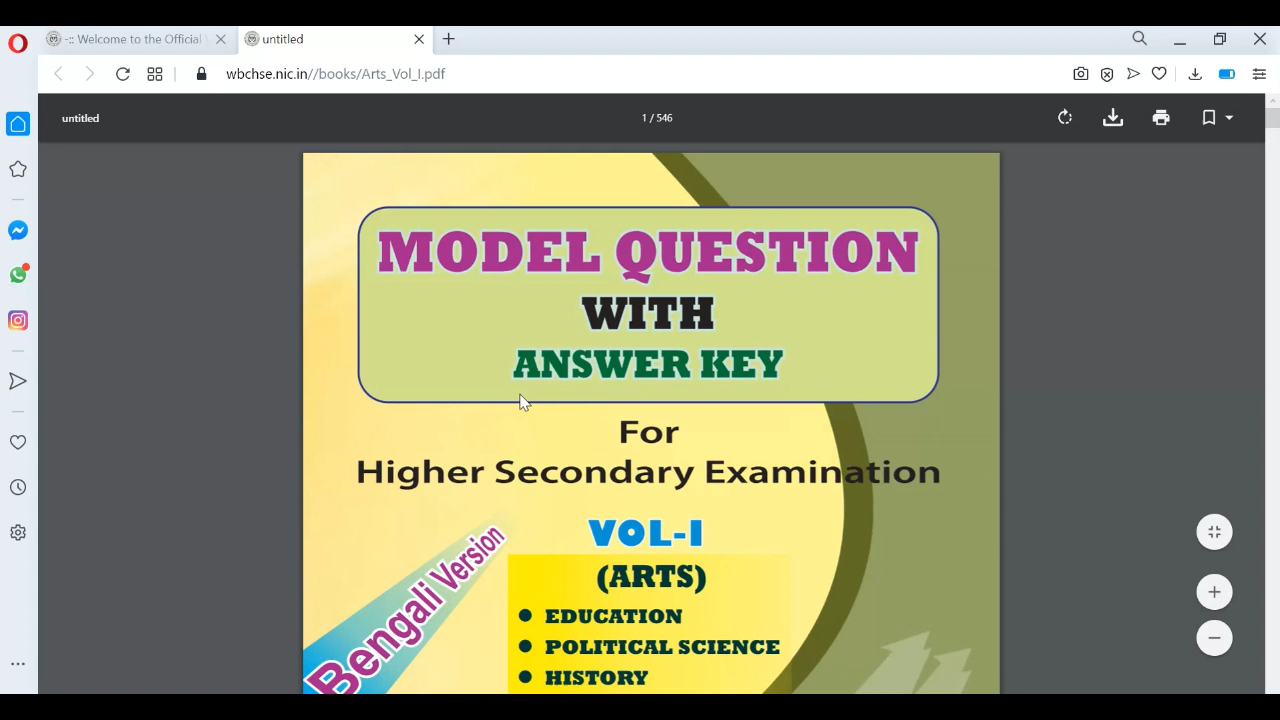 -:: Welcome to the Official
untitled
wbchse.nic.in//books/Arts_Vol_I.pdf
untitled
1 / 546
MODEL QUESTION
WITH
ANSWER KEY
For
Higher Secondary Examination
VOL-I
(ARTS)
Bengali Version
EDUCATION
POLITICAL SCIENCE
HISTORY